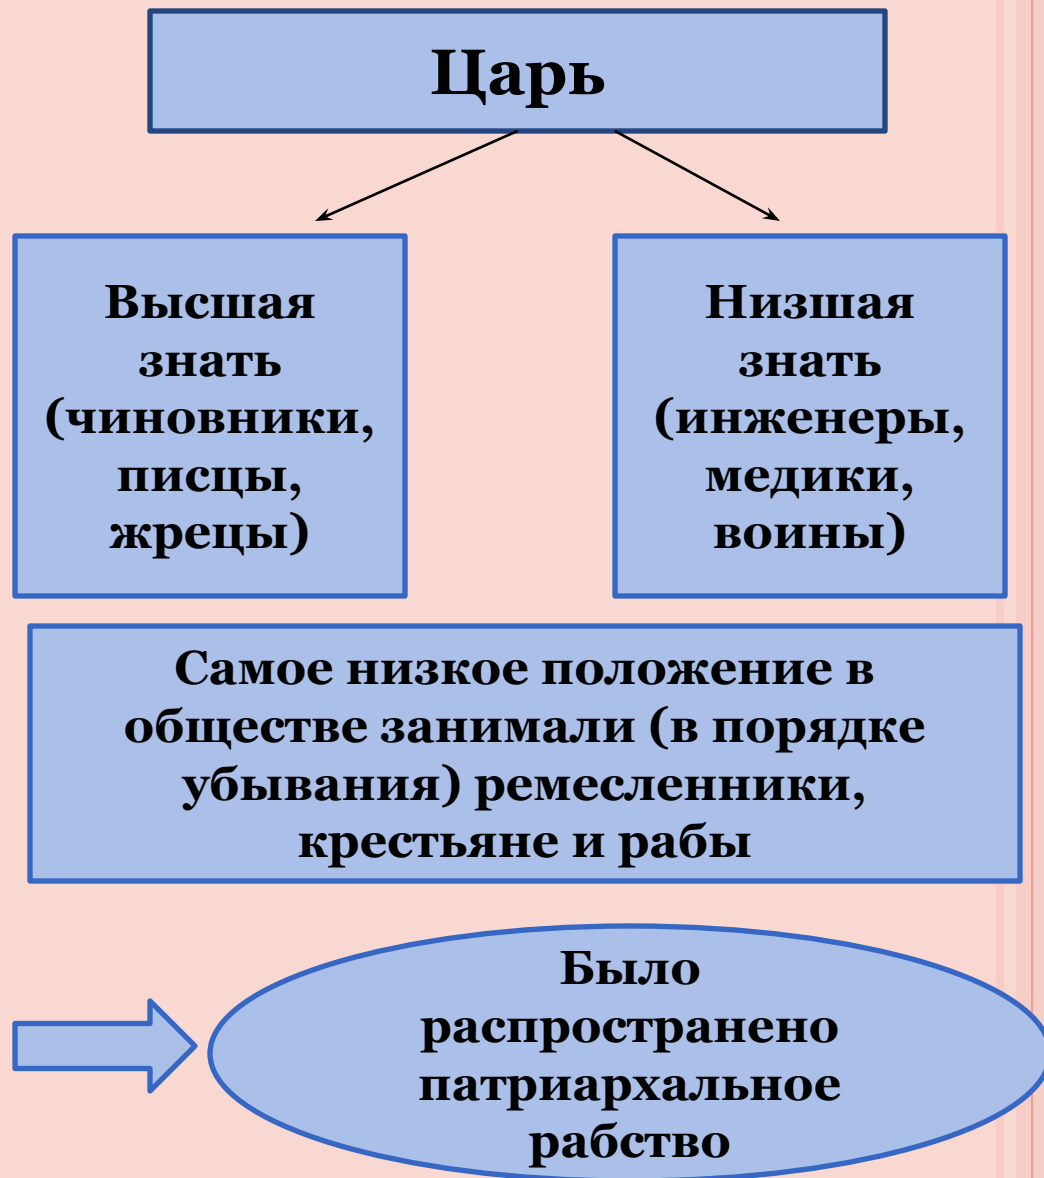 Царь
Высшая
знать
(чиновники,
писцы,
жрецы)
Низшая
знать
(инженеры,
медики,
воины)
Самое низкое положение в
обществе занимали (в порядке
убывания) ремесленники,
крестьяне и рабы
Было
распространено
патриархальное
рабство